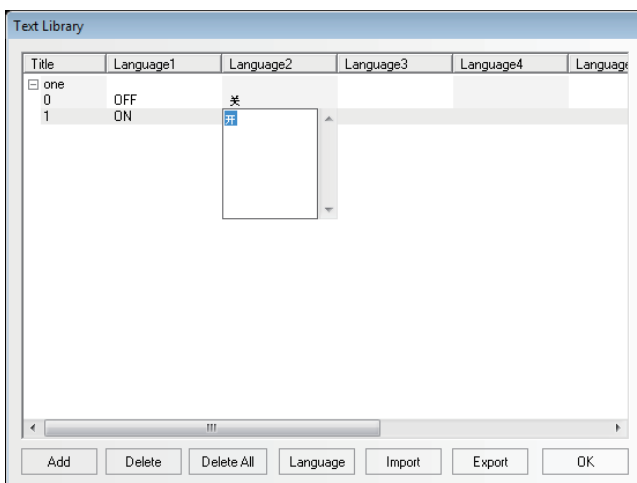 Text Library
Title Language1 Language2 Language3 Language4 Language
one
0 OFF 关
1 ON 开
Add Delete Delete All Language Import Export OK